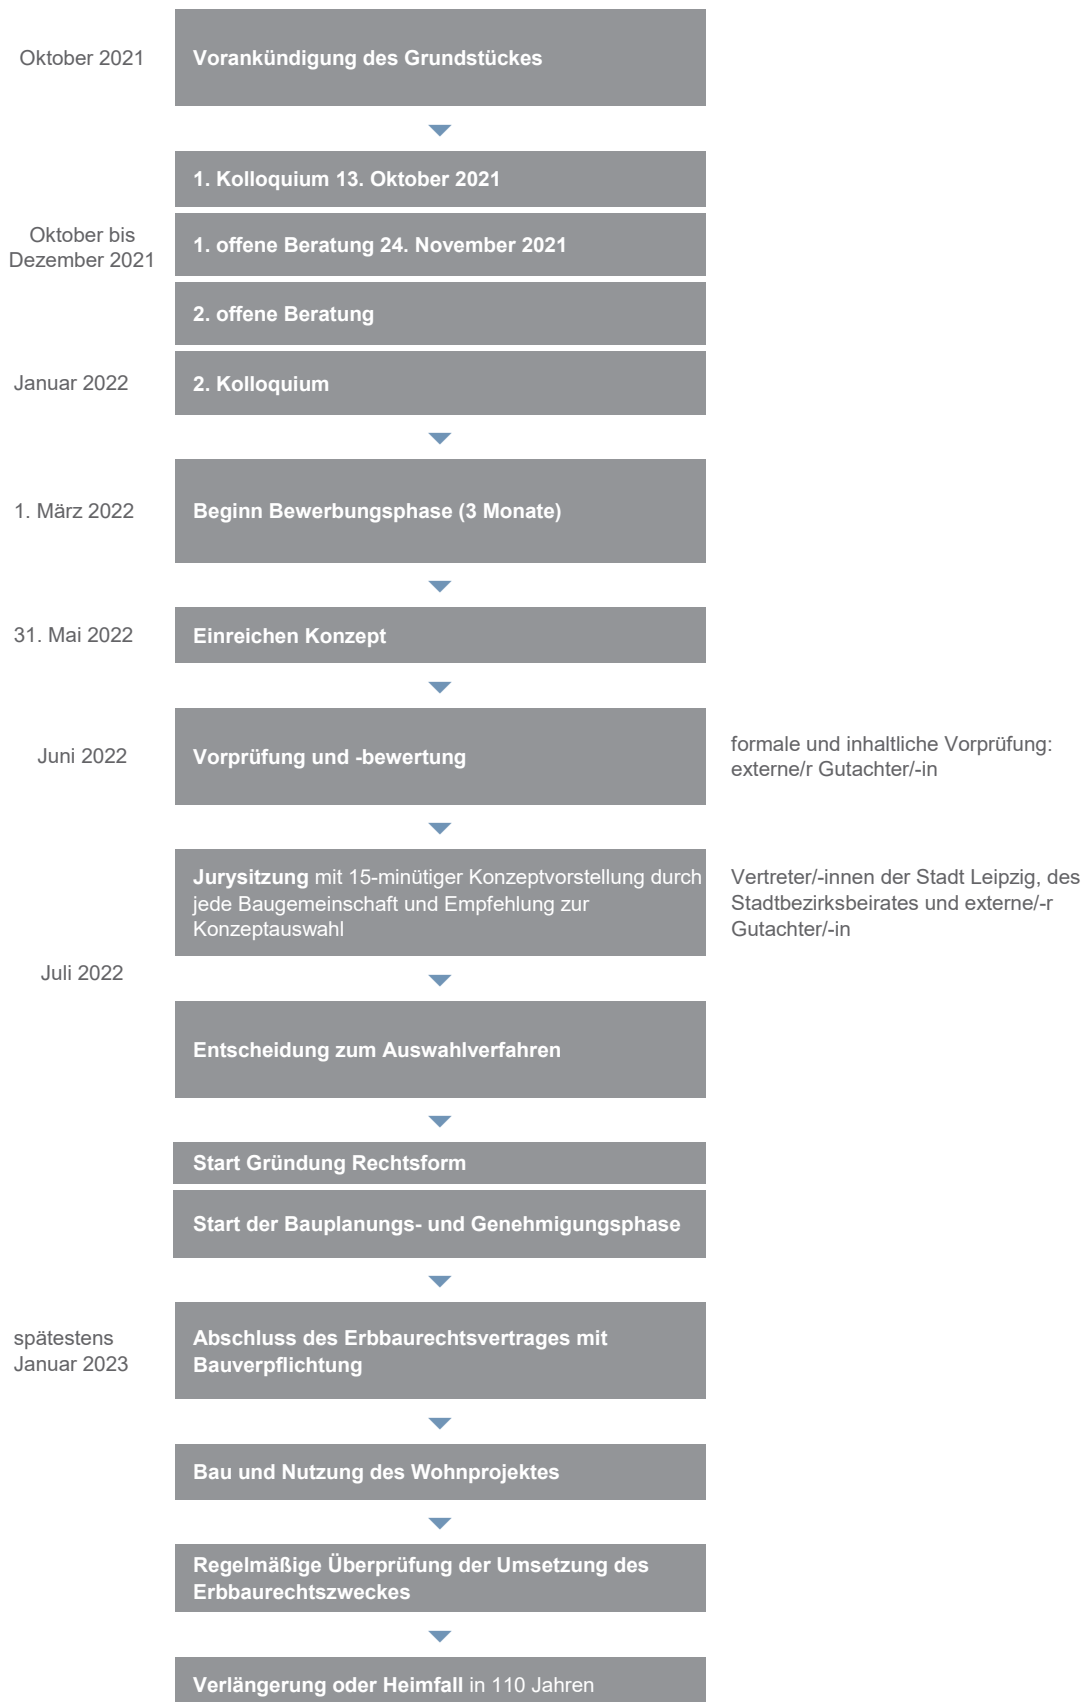 Oktober 2021
Vorankündigung des Grundstückes
1. Kolloquium 13. Oktober 2021
Oktober bis
Dezember 2021
1. offene Beratung 24. November 2021
2. offene Beratung
Januar 2022
2. Kolloquium
1. März 2022
Beginn Bewerbungsphase (3 Monate)
31. Mai 2022
Einreichen Konzept
Juni 2022
Vorprüfung und -bewertung
formale und inhaltliche Vorprüfung:
externe/r Gutachter/-in
Jurysitzung mit 15-minütiger Konzeptvorstellung durch
jede Baugemeinschaft und Empfehlung zur
Konzeptauswahl
Vertreter/-innen der Stadt Leipzig, des
Stadtbezirksbeirates und externe/-r
Gutachter/-in
Juli 2022
Entscheidung zum Auswahlverfahren
Start Gründung Rechtsform
Start der Bauplanungs- und Genehmigungsphase
spätestens
Januar 2023
Abschluss des Erbbaurechtsvertrages mit
Bauverpflichtung
Bau und Nutzung des Wohnprojektes
Regelmäßige Überprüfung der Umsetzung des
Erbbaurechtszweckes
Verlängerung oder Heimfall in 110 Jahren